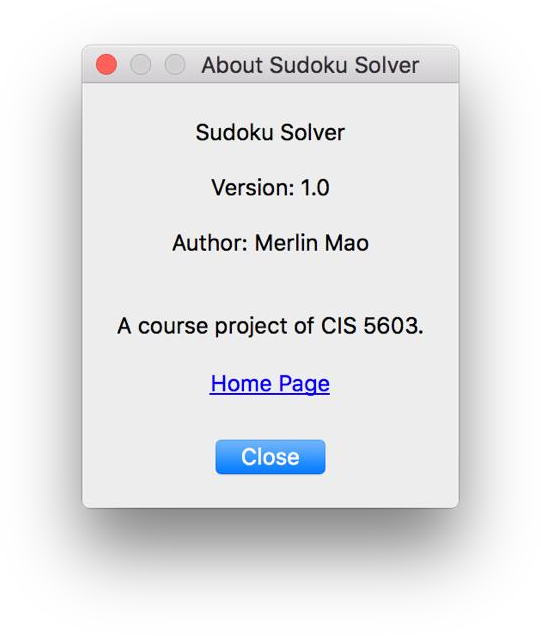 About Sudoku Solver
Sudoku Solver
Version: 1.0
Author: Merlin Mao
A course project of CIS 5603.
Home Page
Close